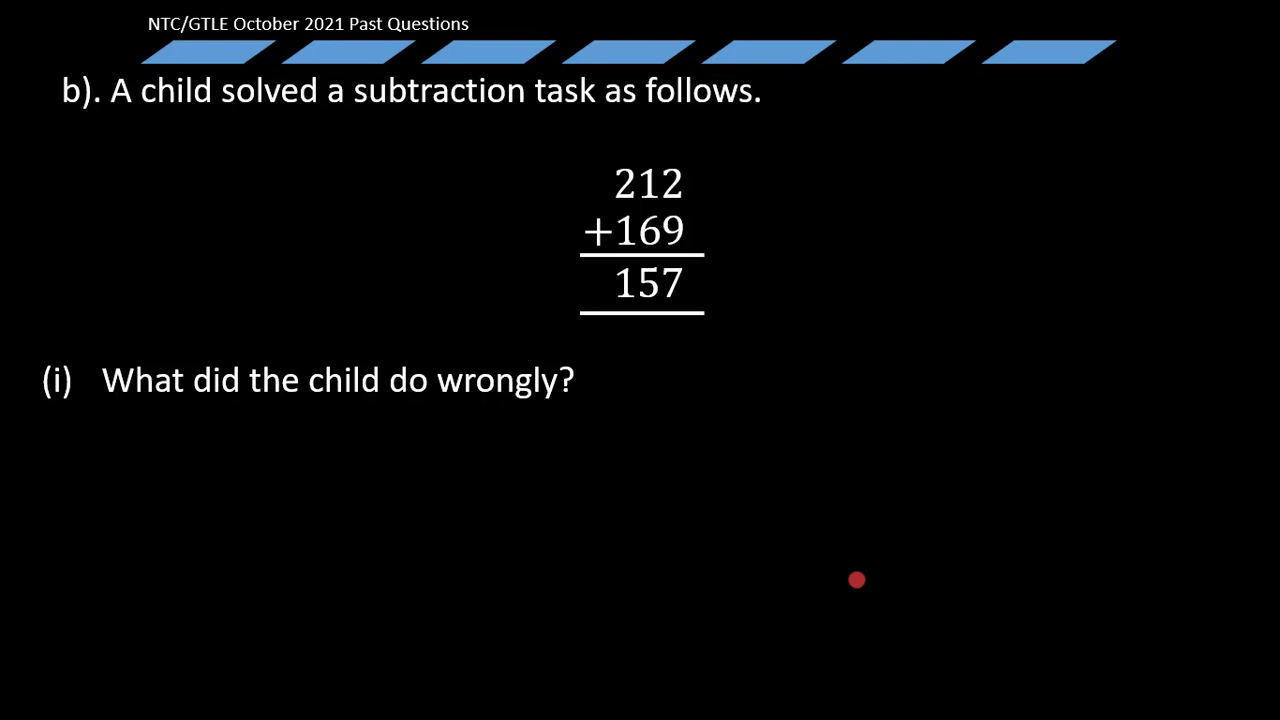 NTC/GTLE October 2021 Past Questions
b). A child solved a subtraction task as follows.
212
+169
157
(i) What did the child do wrongly?